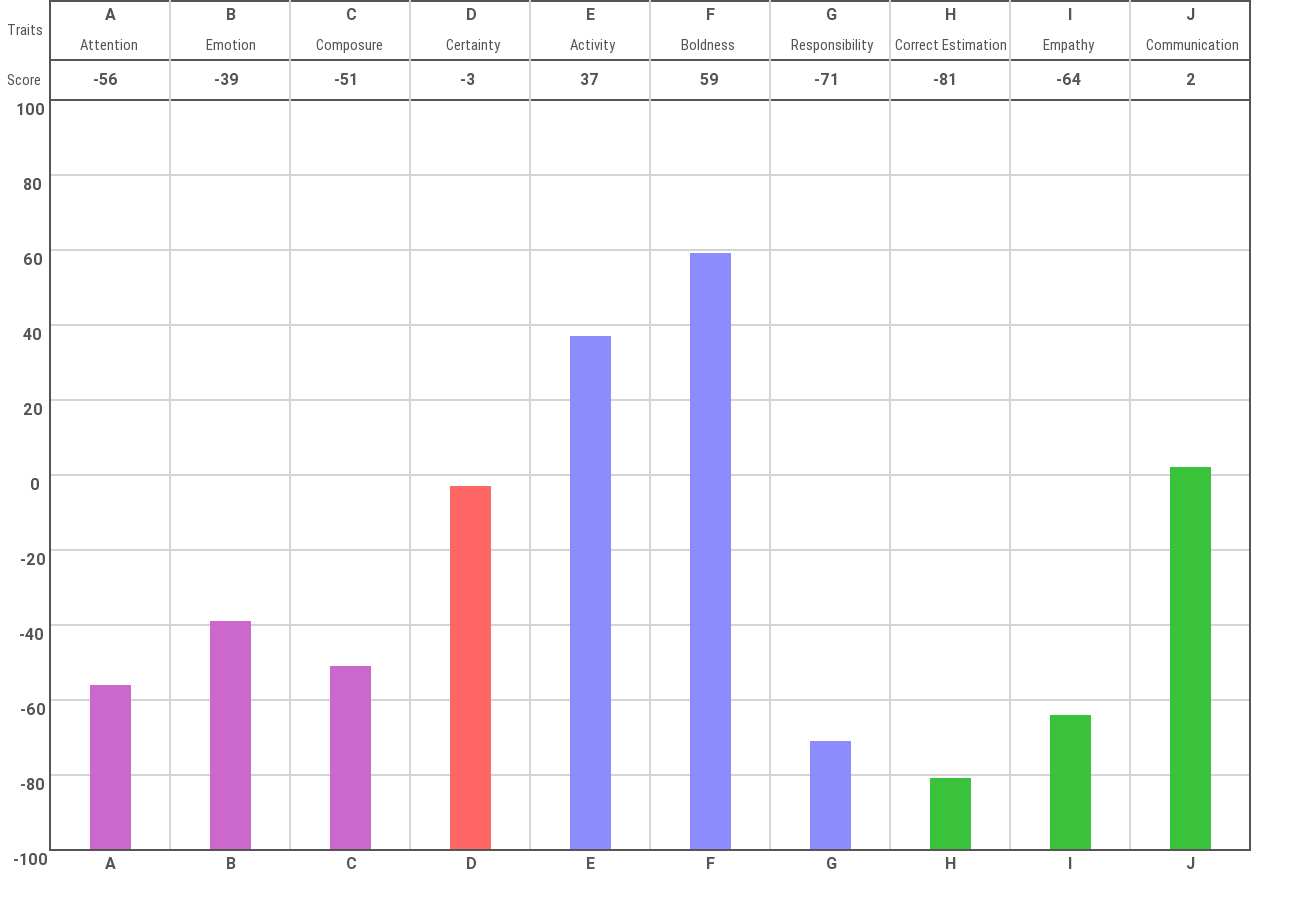 Traits A B C D E F G H I J
Attention Emotion Composure Certainty Activity Boldness Responsibility Correct Estimation Empathy Communication
Score -56 -39 -51 -3 37 59 -71 -81 -64 2
100
80
60
40
20
0
-20
-40
-60
-80
-100
A B C D E F G H I J